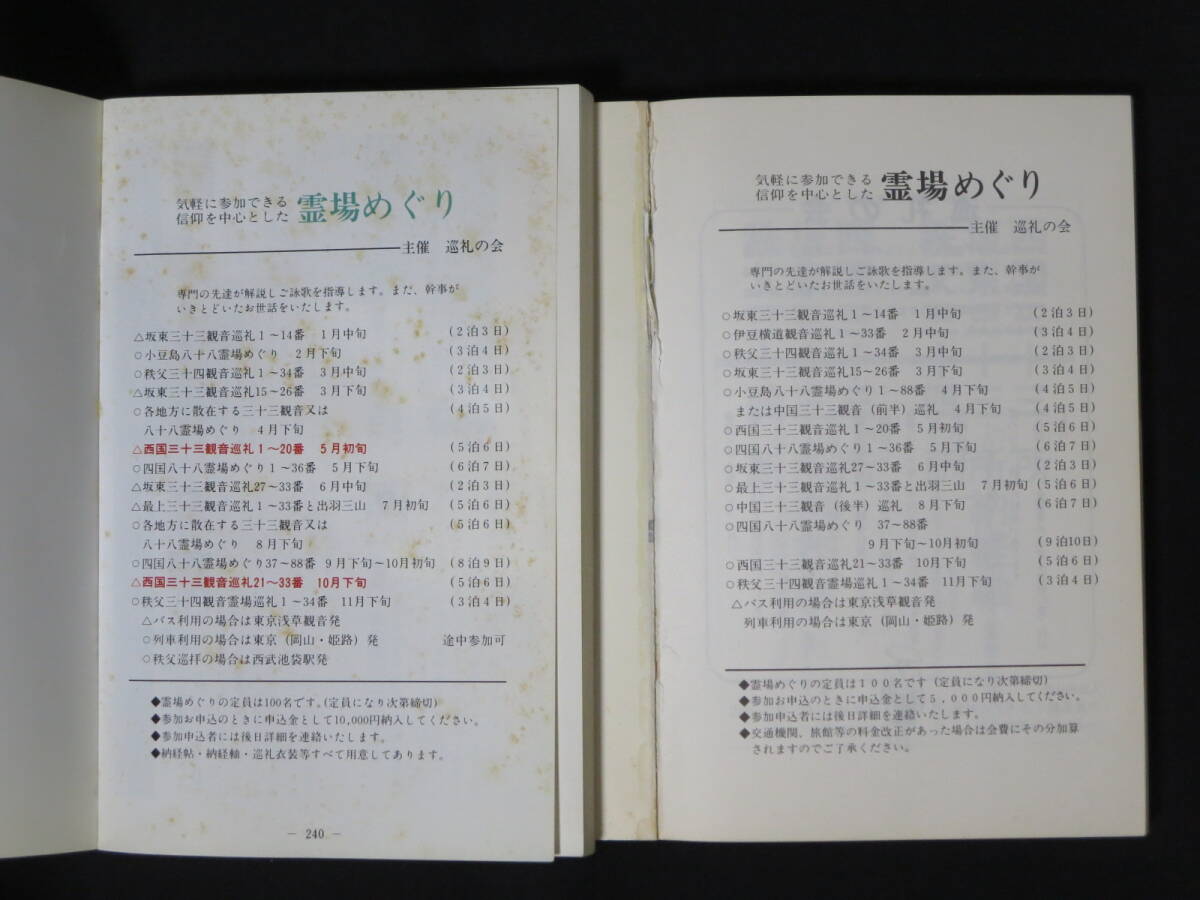 気軽に参加できる
信仰を中心とした 霊場めぐり
主催 巡礼の会
専門の先達が解説しご詠歌を指導します。また、幹事が
いきとどいたお世話をいたします。
△坂東三十三観音巡礼1～14番 1月中旬 (2泊3日)
○小豆島八十八霊場めぐり 2月下旬 (3泊4日)
○秩父三十四観音巡礼1～34番 3月中旬 (2泊3日)
△坂東三十三観音巡礼15～26番 3月下旬 (3泊4日)
○各地方に散在する三十三観音又は (4泊5日)
八十八霊場めぐり 4月下旬
△西国三十三観音巡礼1～20番 5月初旬 (5泊6日)
○四国八十八霊場めぐり1～36番 5月下旬 (6泊7日)
△坂東三十三観音巡礼27～33番 6月中旬 (2泊3日)
△最上三十三観音巡礼1～33番と出羽三山 7月初旬 (5泊6日)
○各地方に散在する三十三観音又は (5泊6日)
八十八霊場めぐり 8月下旬
○四国八十八霊場めぐり37～88番 9月下旬～10月初旬 (8泊9日)
△西国三十三観音巡礼21～33番 10月下旬 (5泊6日)
○秩父三十四観音霊場巡礼1～34番 11月下旬 (3泊4日)
△バス利用の場合は東京浅草観音発
○列車利用の場合は東京（岡山・姫路）発 途中参加可
○秩父巡拝の場合は西武池袋駅発
◆霊場めぐりの定員は100名です。(定員になり次第締切)
◆参加お申込のときに申込金として10,000円納入してください。
◆参加申込者には後日詳細を連絡いたします。
◆納経帖・納経軸・巡礼衣装等すべて用意してあります。
— 240 —
気軽に参加できる
信仰を中心とした 霊場めぐり
主催 巡礼の会
専門の先達が解説しご詠歌を指導します。また、幹事が
いきとどいたお世話をいたします。
○坂東三十三観音巡礼1～14番 1月中旬 (2泊3日)
○伊豆横道観音巡礼1～33番 2月中旬 (3泊4日)
○秩父三十四観音巡礼1～34番 3月中旬 (2泊3日)
○坂東三十三観音巡礼15～26番 3月下旬 (3泊4日)
○小豆島八十八霊場めぐり1～88番 4月下旬 (4泊5日)
または中国三十三観音（前半）巡礼 4月下旬 (4泊5日)
○西国三十三観音巡礼1～20番 5月初旬 (5泊6日)
○四国八十八霊場めぐり1～36番 5月下旬 (6泊7日)
○坂東三十三観音巡礼27～33番 6月中旬 (2泊3日)
○最上三十三観音巡礼1～33番と出羽三山 7月初旬 (5泊6日)
○中国三十三観音（後半）巡礼 8月下旬 (6泊7日)
○四国八十八霊場めぐり 37～88番
9月下旬～10月初旬 (9泊10日)
○西国三十三観音巡礼21～33番 10月下旬 (5泊6日)
○秩父三十四観音霊場巡礼1～34番 11月下旬 (3泊4日)
△バス利用の場合は東京浅草観音発
列車利用の場合は東京（岡山・姫路）発
◆霊場めぐりの定員は100名です(定員になり次第締切)
◆参加お申込のときに申込金として5,000円納入してください。
◆参加申込者には後日詳細を連絡いたします。
◆交通機関、旅館等の料金改正があった場合は会費にその分加算
されますのでご了承ください。